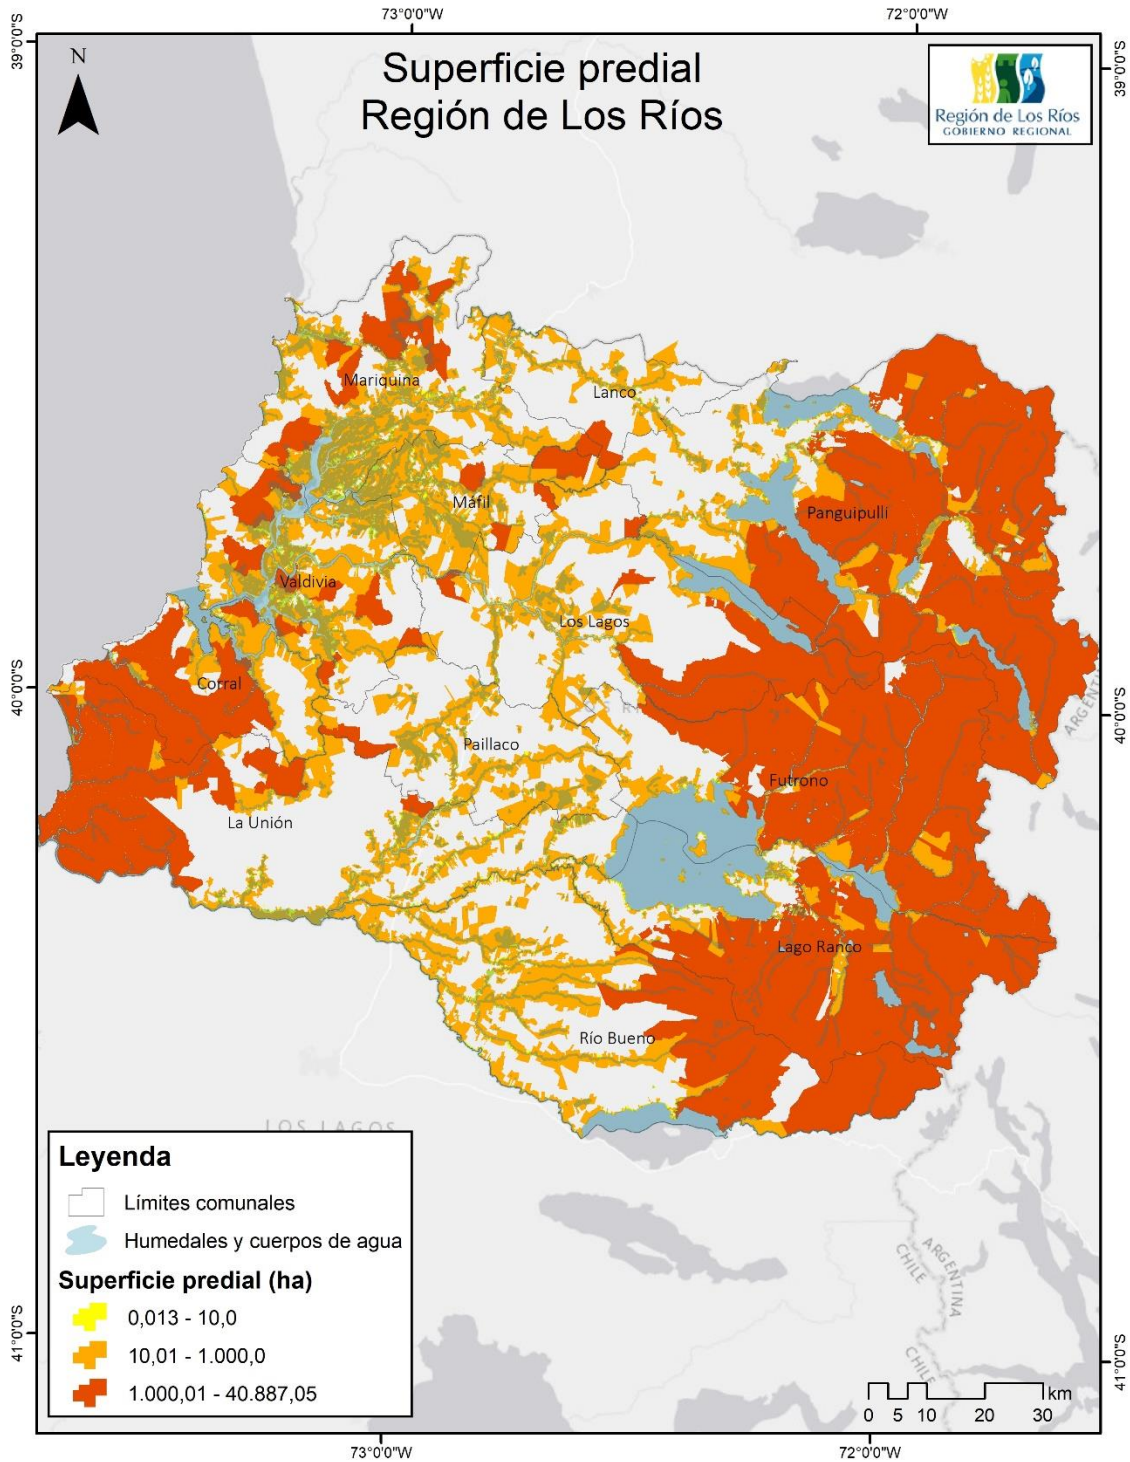 73°0'0"W
72°0'0"W
39°0'0"S
39°0'0"S
N
Superficie predial
Región de Los Ríos
Región de Los Ríos
GOBIERNO REGIONAL
Mariquina
Lanco
Máfil
Panguipullí
Valdivia
Los Lagos
Corral
40°0'0"S
40°0'0"S
ARGENTINA
Paillaco
Futrono
La Unión
Lago Ranco
Río Bueno
LOS LAGOS
Leyenda
Límites comunales
Humedales y cuerpos de agua
Superficie predial (ha)
0,013 - 10,0
10,01 - 1.000,0
1.000,01 - 40.887,05
ARGENTINA
CHILE
CHILE
41°0'0"S
41°0'0"S
km
0 5 10 20 30
73°0'0"W
72°0'0"W